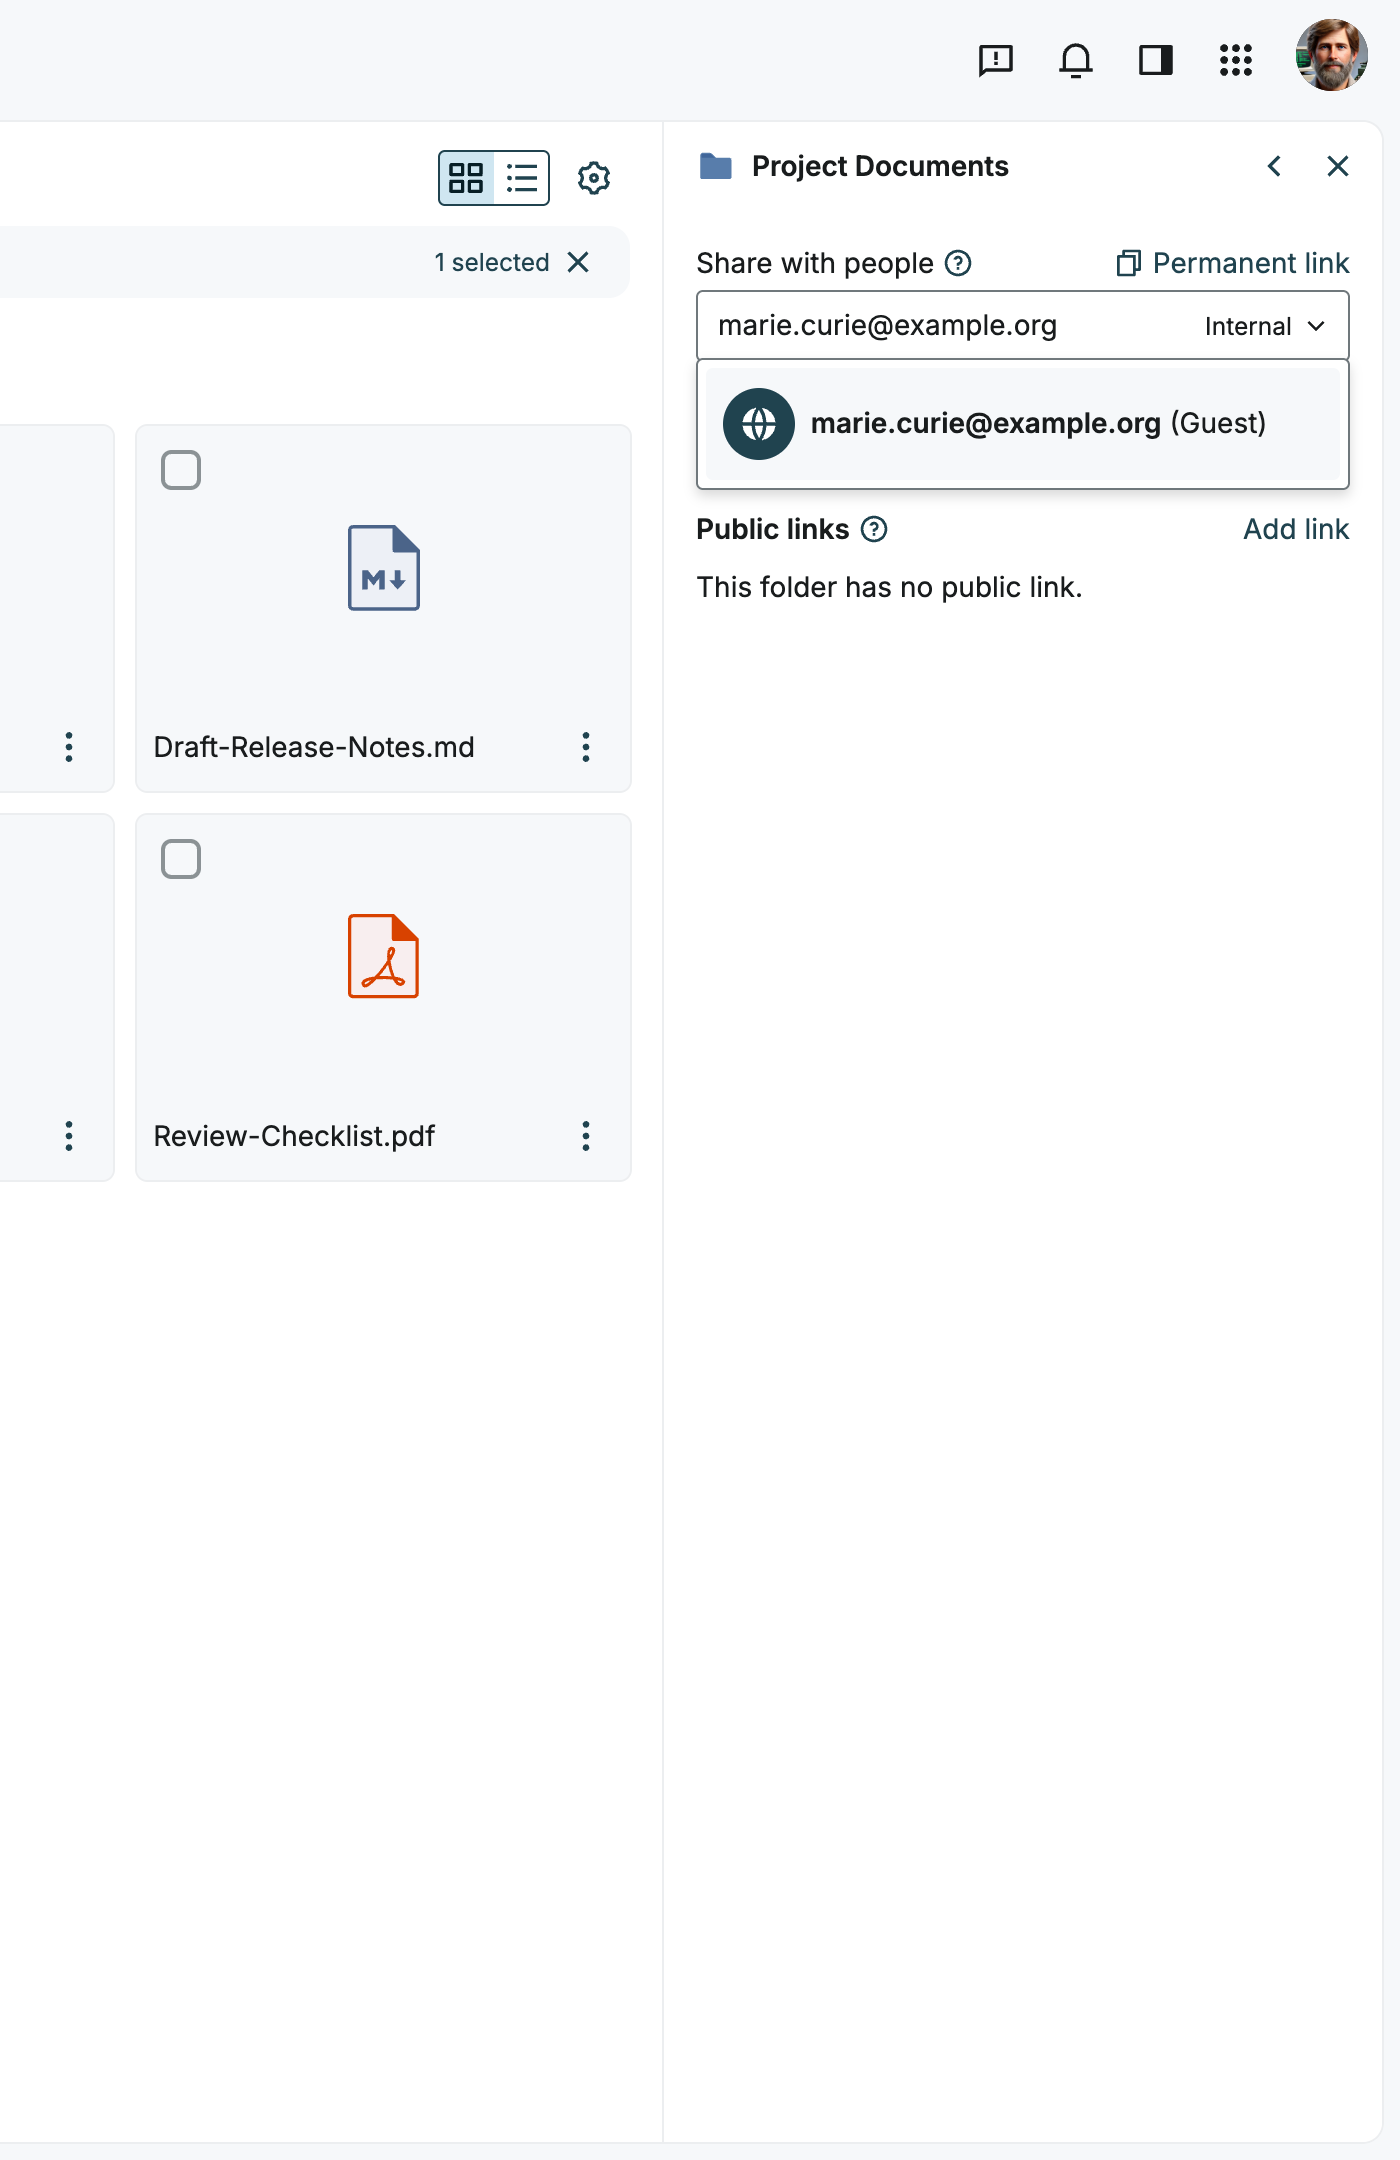 Project Documents
1 selected
Share with people
Permanent link
marie.curie@example.org
Internal
marie.curie@example.org (Guest)
Public links
Add link
This folder has no public link.
M
Draft-Release-Notes.md
Review-Checklist.pdf